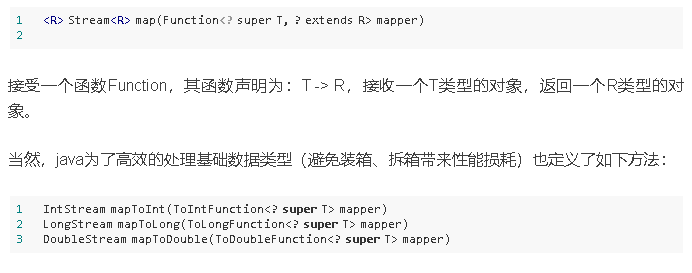 1 <R> Stream<R> map(Function<? super T, ? extends R> mapper)
2
接受一个函数Function，其函数声明为：T -> R，接收一个T类型的对象，返回一个R类型的对
象。
当然，java为了高效的处理基础数据类型（避免装箱、拆箱带来性能损耗）也定义了如下方法：
1 IntStream mapToInt(ToIntFunction<? super T> mapper)
2 LongStream mapToLong(ToLongFunction<? super T> mapper)
3 DoubleStream mapToDouble(ToDoubleFunction<? super T> mapper)